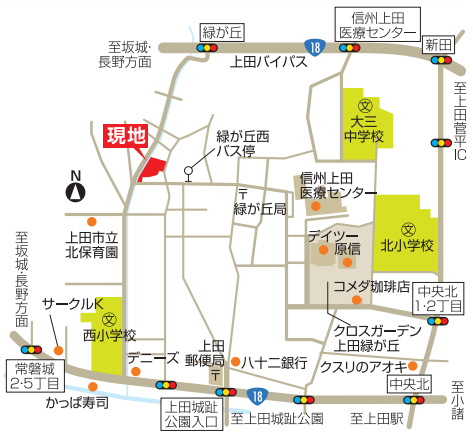 至坂城・
長野方面
緑が丘
18
上田バイパス
信州上田
医療センター
新田
至上田菅平IC
文
大三
中学校
現地
緑が丘西
バス停
N
信州上田
医療センター
〒
緑が丘局
文
北小学校
デイツー
原信
上田市立
北保育園
至坂城・長野方面
サークルK
コメダ珈琲店
中央北
1・2丁目
文
西小学校
クロスガーデン
上田緑が丘
上田
郵便局
〒
デニーズ
八十二銀行
クスリのアオキ
常磐城
2・5丁目
かっぱ寿司
18
中央北
上田城趾
公園入口
至上田城趾公園
至上田駅
至小諸